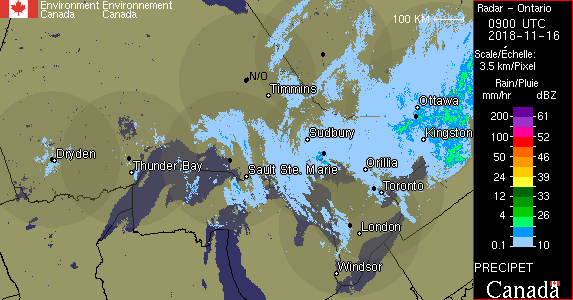 Environment Environnement
Canada Canada
100 KM
N/O
Timmins
Ottawa
Kingston
Sudbury
Dryden
Thunder Bay
Sault Ste. Marie
Orillia
Toronto
London
Windsor
Radar - Ontario
0900 UTC
2018-11-16
Scale/Échelle:
3.5 km/Pixel
Rain/Pluie
mm/hr dBZ
200 61
100 52
50 46
24 39
12 33
4 26
1 20
0.1 10
PRECIPET
Canada